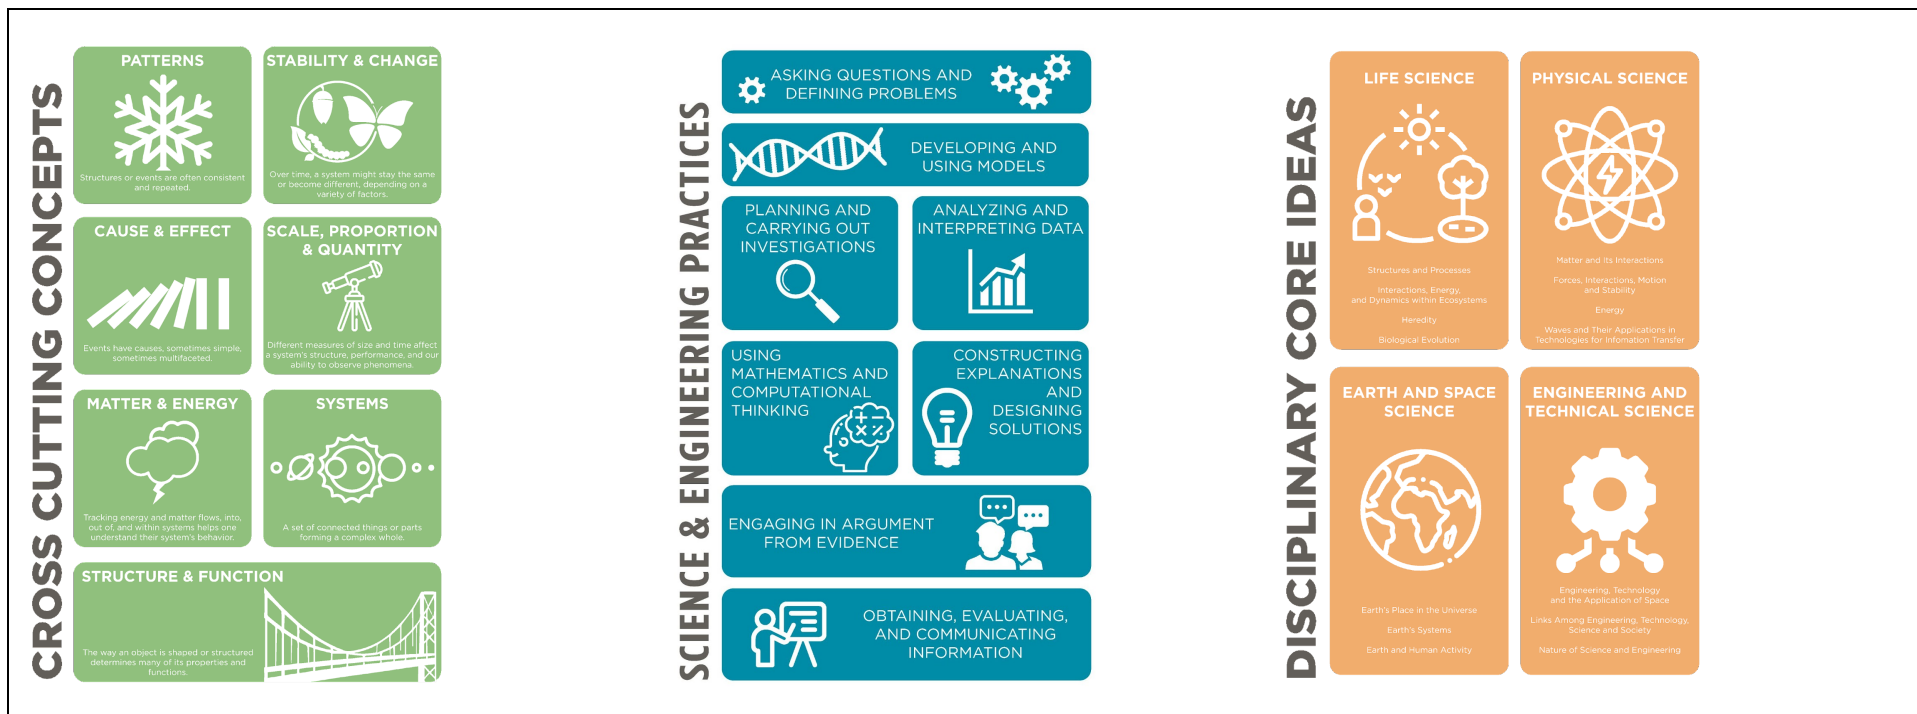 CROSS CUTTING CONCEPTS
PATTERNS
Structures or events are often consistent
and repeated.
STABILITY & CHANGE
Over time, a system might stay the same
or become different, depending on a
variety of factors.
CAUSE & EFFECT
Events have causes, sometimes simple,
sometimes multifaceted.
SCALE, PROPORTION
& QUANTITY
Different measures of size and time affect
a system's structure, performance, and our
ability to observe phenomena.
MATTER & ENERGY
Tracking energy and matter flows, into,
out of, and within systems helps one
understand their system's behavior.
SYSTEMS
A set of connected things or parts
forming a complex whole.
STRUCTURE & FUNCTION
The way an object is shaped or structured
determines many of its properties and
functions.
SCIENCE & ENGINEERING PRACTICES
ASKING QUESTIONS AND
DEFINING PROBLEMS
DEVELOPING AND
USING MODELS
PLANNING AND
CARRYING OUT
INVESTIGATIONS
ANALYZING AND
INTERPRETING DATA
USING
MATHEMATICS AND
COMPUTATIONAL
THINKING
CONSTRUCTING
EXPLANATIONS
AND
DESIGNING
SOLUTIONS
ENGAGING IN ARGUMENT
FROM EVIDENCE
OBTAINING, EVALUATING,
AND COMMUNICATING
INFORMATION
DISCIPLINARY CORE IDEAS
LIFE SCIENCE
Structures and Processes
Interactions, Energy,
and Dynamics within Ecosystems
Heredity
Biological Evolution
PHYSICAL SCIENCE
Matter and Its Interactions
Forces, Interactions, Motion
and Stability
Energy
Waves and Their Applications in
Technologies for Infomation Transfer
EARTH AND SPACE
SCIENCE
Earth's Place in the Universe
Earth's Systems
Earth and Human Activity
ENGINEERING AND
TECHNICAL SCIENCE
Engineering, Technology
and the Application of Space
Links Among Engineering, Technology,
Science and Society
Nature of Science and Engineering